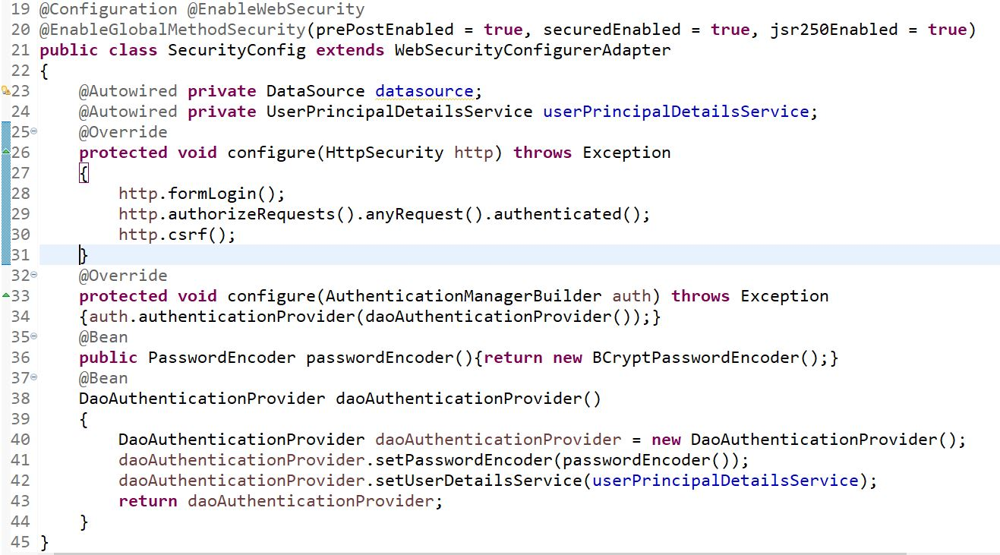 19 @Configuration @EnableWebSecurity
20 @EnableGlobalMethodSecurity(prePostEnabled = true, securedEnabled = true, jsr250Enabled = true)
21 public class SecurityConfig extends WebSecurityConfigurerAdapter
22 {
23     @Autowired private DataSource datasource;
24     @Autowired private UserPrincipalDetailsService userPrincipalDetailsService;
25     @Override
26     protected void configure(HttpSecurity http) throws Exception
27     {
28         http.formLogin();
29         http.authorizeRequests().anyRequest().authenticated();
30         http.csrf();
31     }
32     @Override
33     protected void configure(AuthenticationManagerBuilder auth) throws Exception
34     {auth.authenticationProvider(daoAuthenticationProvider());}
35     @Bean
36     public PasswordEncoder passwordEncoder(){return new BCryptPasswordEncoder();}
37     @Bean
38     DaoAuthenticationProvider daoAuthenticationProvider()
39     {
40         DaoAuthenticationProvider daoAuthenticationProvider = new DaoAuthenticationProvider();
41         daoAuthenticationProvider.setPasswordEncoder(passwordEncoder());
42         daoAuthenticationProvider.setUserDetailsService(userPrincipalDetailsService);
43         return daoAuthenticationProvider;
44     }
45 }